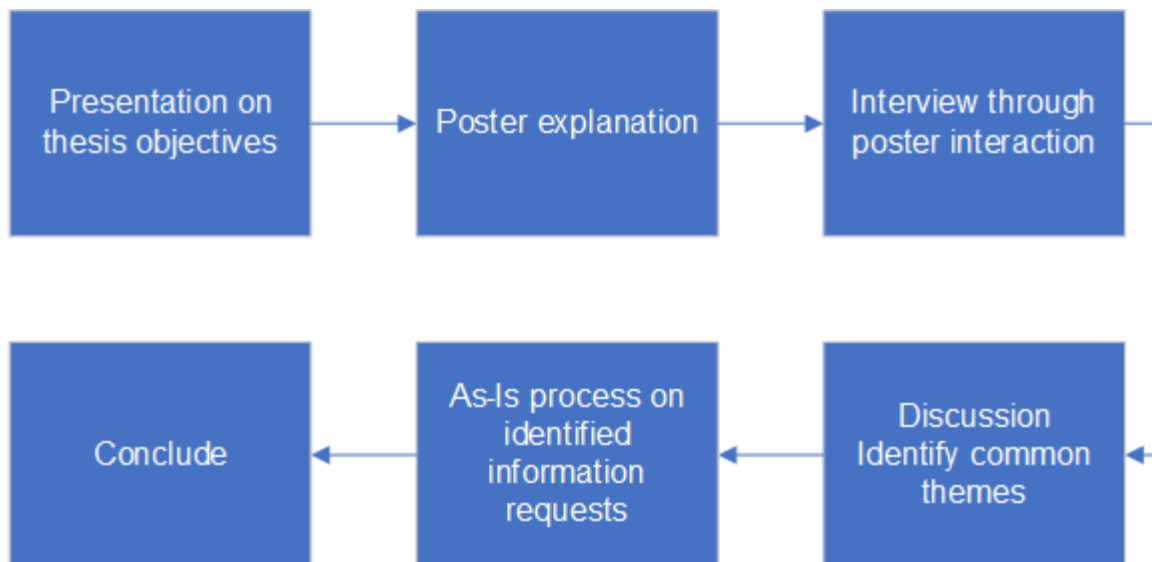 Presentation on
thesis objectives
Poster explanation
Interview through
poster interaction
Discussion
Identify common
themes
As-Is process on
identified
information
requests
Conclude